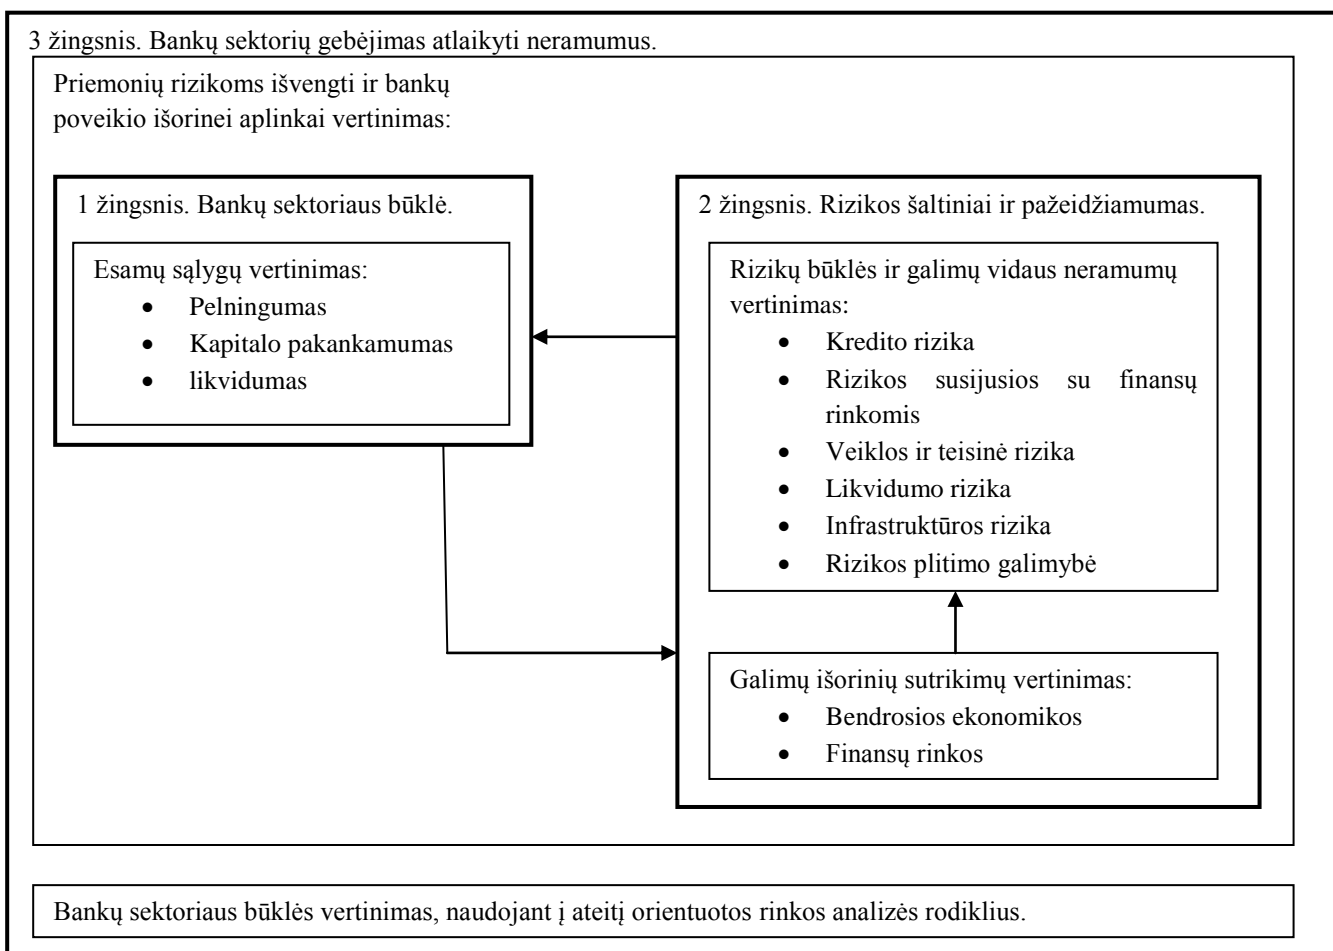 3 žingsnis. Bankų sektorių gebėjimas atlaikyti neramumus.
Priemonių rizikoms išvengti ir bankų
poveikio išorinei aplinkai vertinimas:
1 žingsnis. Bankų sektoriaus būklė.
Esamų sąlygų vertinimas:
• Pelningumas
• Kapitalo pakankamumas
• likvidumas
2 žingsnis. Rizikos šaltiniai ir pažeidžiamumas.
Rizikų būklės ir galimų vidaus neramumų
vertinimas:
• Kredito rizika
• Rizikos susijusios su finansų
rinkomis
• Veiklos ir teisinė rizika
• Likvidumo rizika
• Infrastruktūros rizika
• Rizikos plitimo galimybė
Galimų išorinių sutrikimų vertinimas:
• Bendrosios ekonomikos
• Finansų rinkos
Bankų sektoriaus būklės vertinimas, naudojant į ateitį orientuotos rinkos analizės rodiklius.